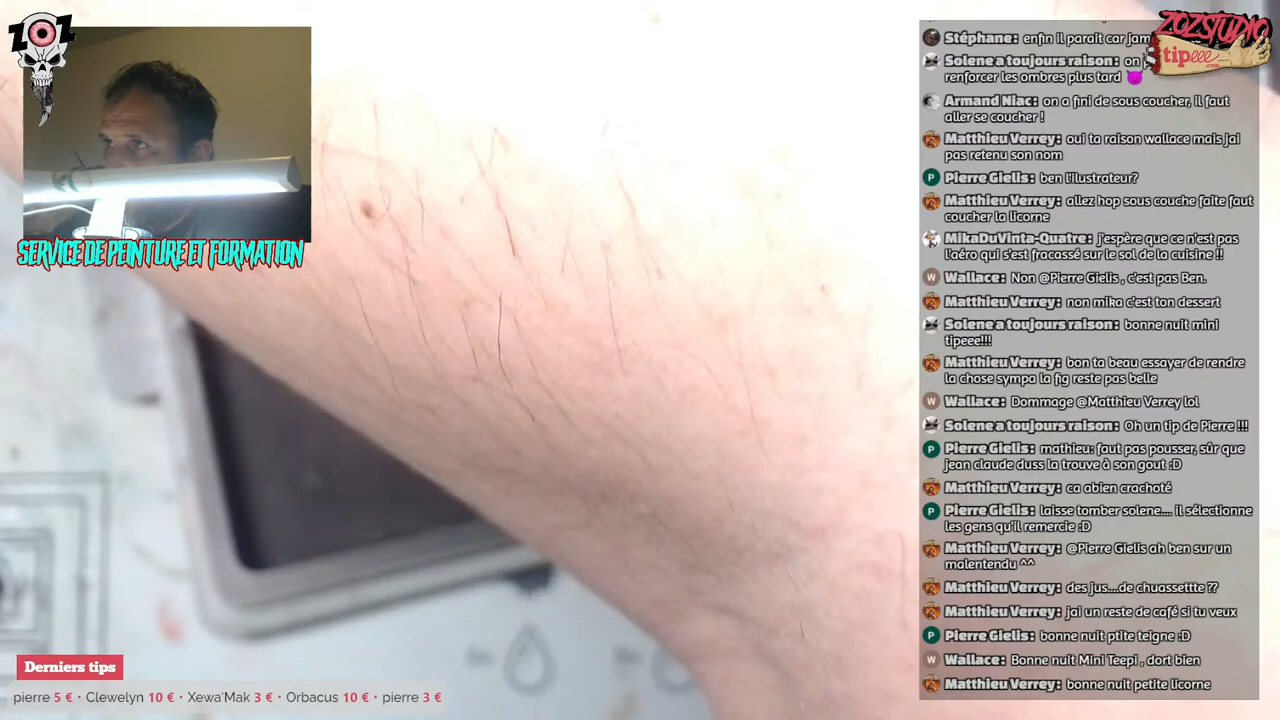 ZOZ
SERVICE DE PEINTURE ET FORMATION
ZOZSTUDIO
tipeee
.com
Stéphane: enfin il parait car jam
Solene a toujours raison: on
renforcer les ombres plus tard 😈
Armand Niac: on a fini de sous coucher, il faut
aller se coucher !
Matthieu Verrey: oui ta raison wallace mais jai
pas retenu son nom
Pierre Gielis: ben l'ilustrateur?
Matthieu Verrey: allez hop sous couche faite faut
coucher la licorne
MikaDuVinta-Quatre: j'espère que ce n'est pas
l'aéro qui s'est fracassé sur le sol de la cuisine !!
Wallace: Non @Pierre Gielis , c'est pas Ben.
Matthieu Verrey: non mika c'est ton dessert
Solene a toujours raison: bonne nuit mini
tipeee!!!
Matthieu Verrey: bon ta beau essayer de rendre
la chose sympa la fig reste pas belle
Wallace: Dommage @Matthieu Verrey lol
Solene a toujours raison: Oh un tip de Pierre !!!
Pierre Gielis: mathieu: faut pas pousser, sûr que
jean claude duss la trouve à son gout :D
Matthieu Verrey: ca abien crachoté
Pierre Gielis: laisse tomber solene.... il sélectionne
les gens qu'il remercie :D
Matthieu Verrey: @Pierre Gielis ah ben sur un
malentendu ^^
Matthieu Verrey: des jus....de chuassettte ??
Matthieu Verrey: jai un reste de café si tu veux
Pierre Gielis: bonne nuit ptite teigne :D
Wallace: Bonne nuit Mini Teepi , dort bien
Matthieu Verrey: bonne nuit petite licorne
Derniers tips
pierre 5 € • Clewelyn 10 € • Xewa'Mak 3 € • Orbacus 10 € • pierre 3 €